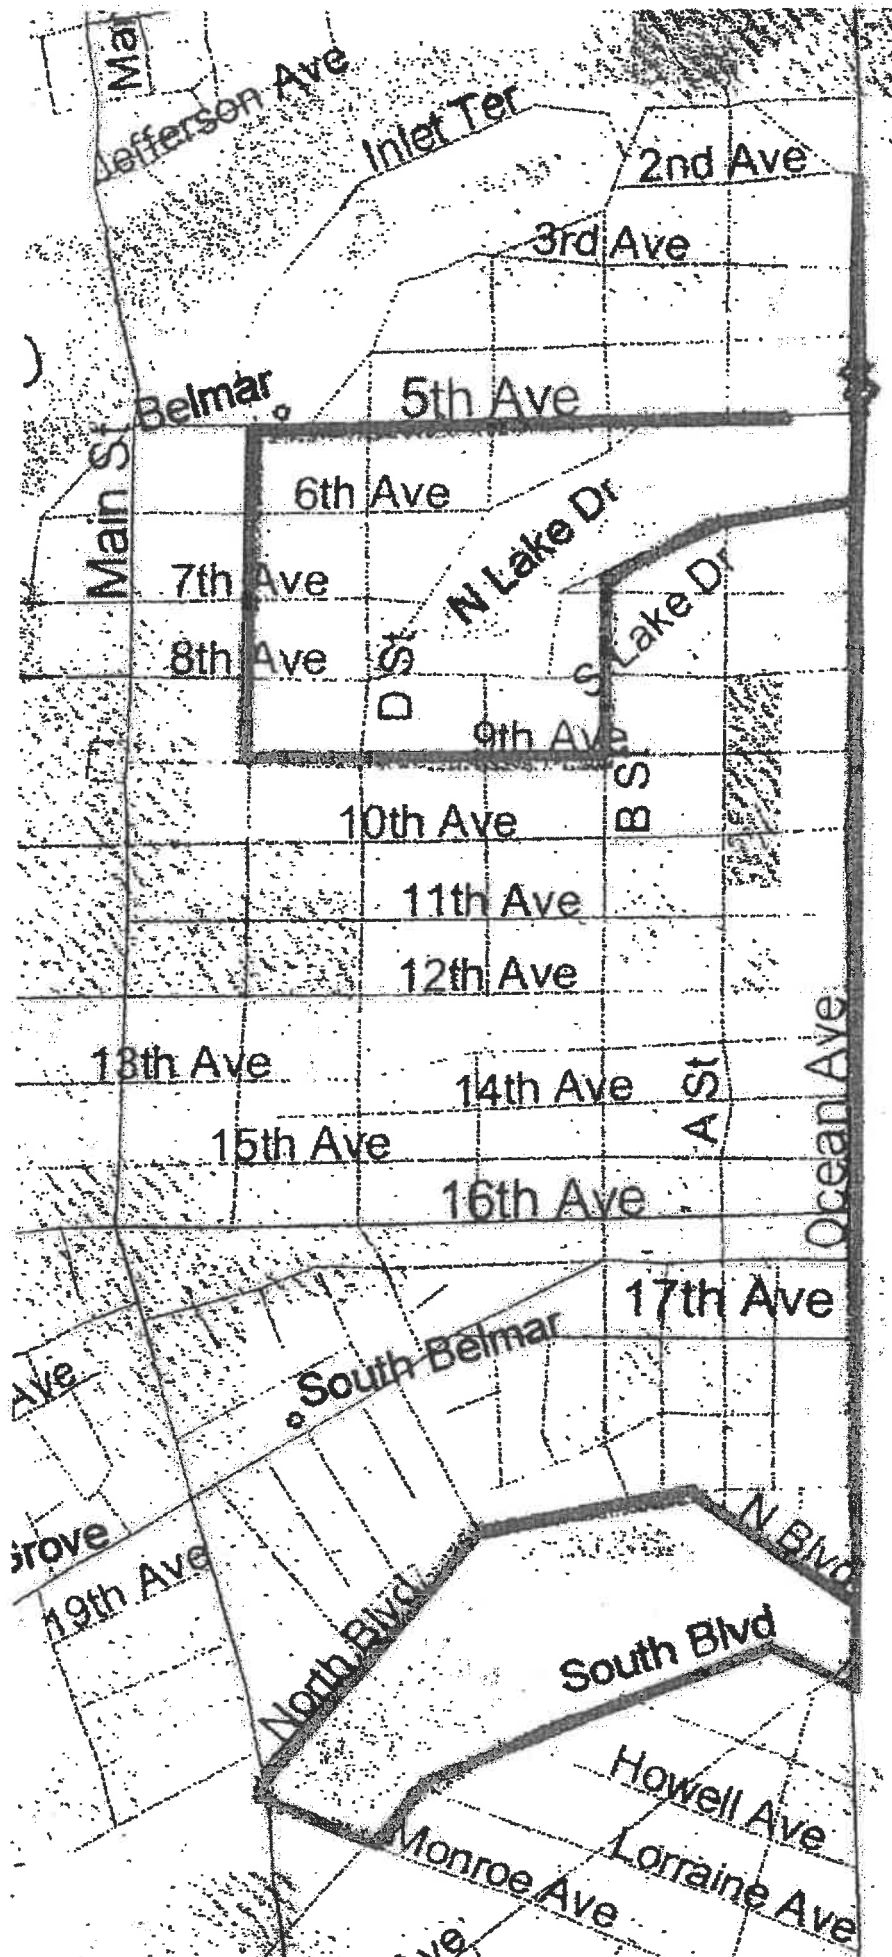 Mai
Jefferson Ave
Inlet Ter
2nd Ave
3rd Ave
Belmar
5th Ave
Main St
6th Ave
N Lake Dr
7th Ave
S Lake Dr
8th Ave
D St
9th Ave
B St
10th Ave
11th Ave
12th Ave
13th Ave
14th Ave
A St
Ocean Ave
15th Ave
16th Ave
17th Ave
South Belmar
Ave
N Blvd
Grove
19th Ave
North Blvd
South Blvd
Howell Ave
Monroe Ave
Lorraine Ave
Ave